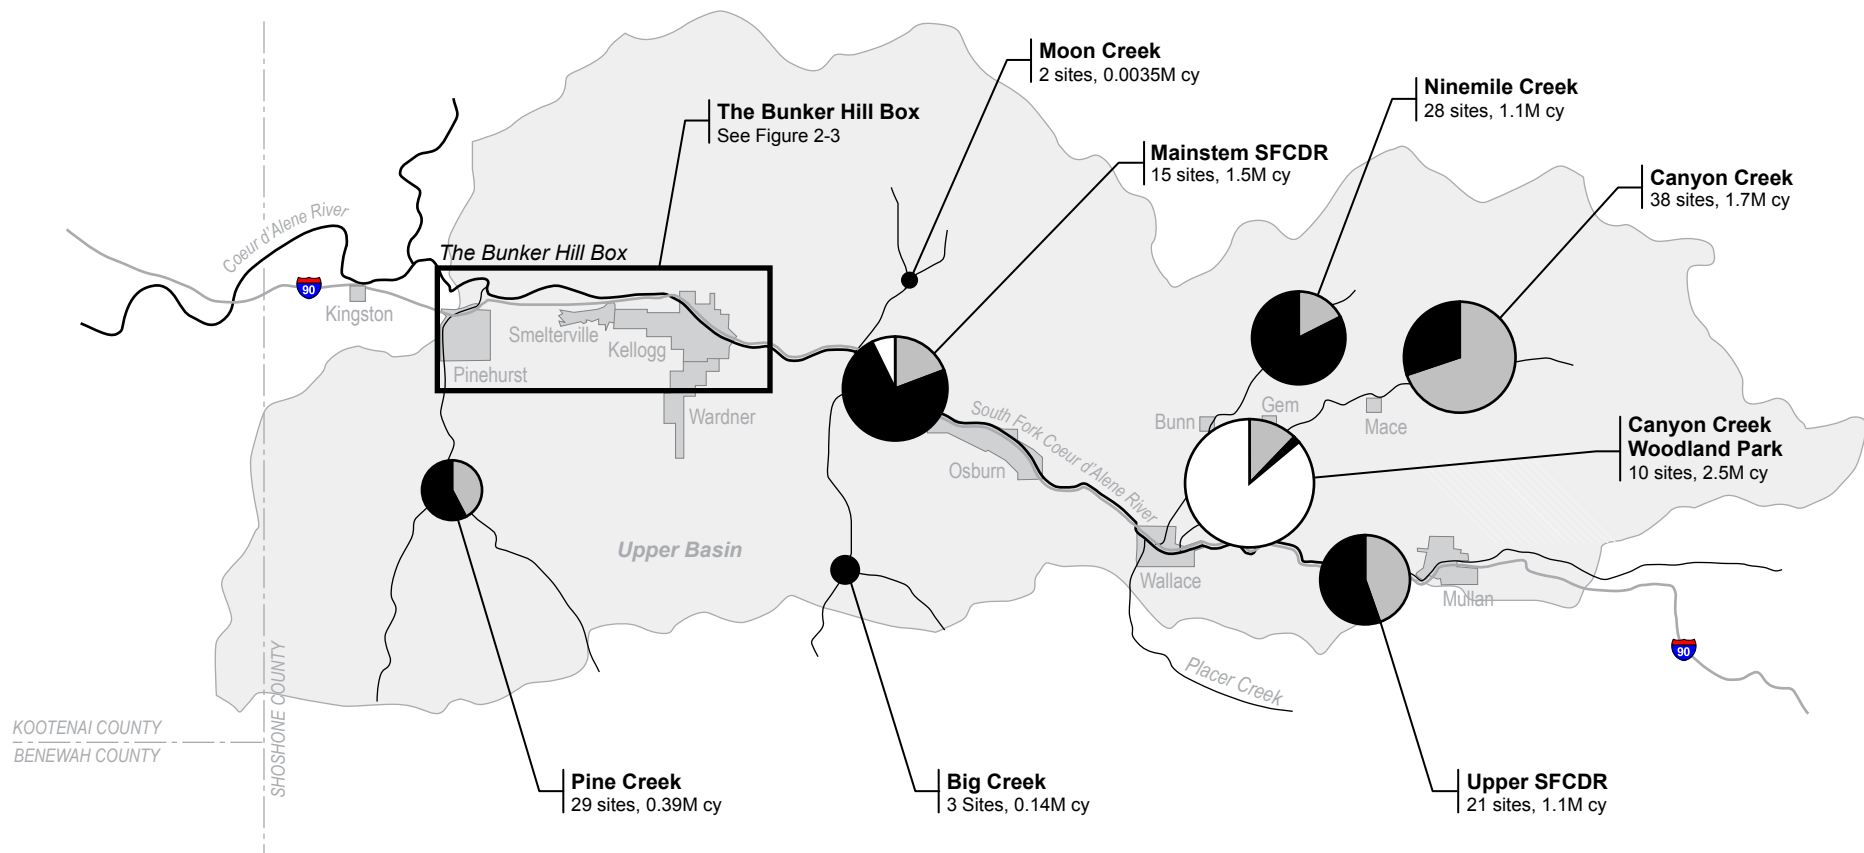 Moon Creek
2 sites, 0.0035M cy
Ninemile Creek
28 sites, 1.1M cy
The Bunker Hill Box
See Figure 2-3
Mainstem SFCDR
15 sites, 1.5M cy
Canyon Creek
38 sites, 1.7M cy
Coeur d'Alene River
The Bunker Hill Box
90
Kingston
Smelterville
Kellogg
Pinehurst
Wardner
South Fork Coeur d'Alene River
Osburn
Bunn
Gem
Mace
Canyon Creek
Woodland Park
10 sites, 2.5M cy
Upper Basin
Wallace
Mullan
90
Placer Creek
KOOTENAI COUNTY
BENEWAH COUNTY
SHOSHONE COUNTY
Pine Creek
29 sites, 0.39M cy
Big Creek
3 Sites, 0.14M cy
Upper SFCDR
21 sites, 1.1M cy